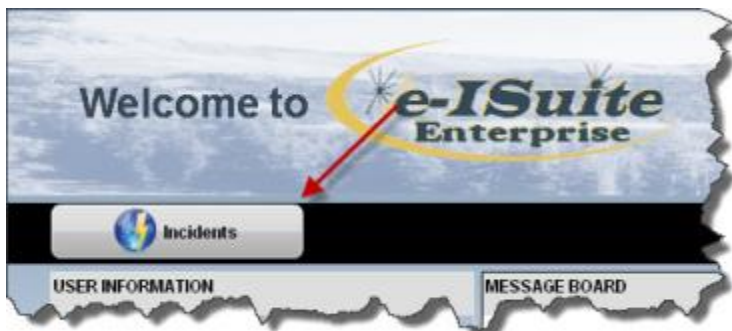 Welcome to e-ISuite
Enterprise
Incidents
USER INFORMATION MESSAGE BOARD